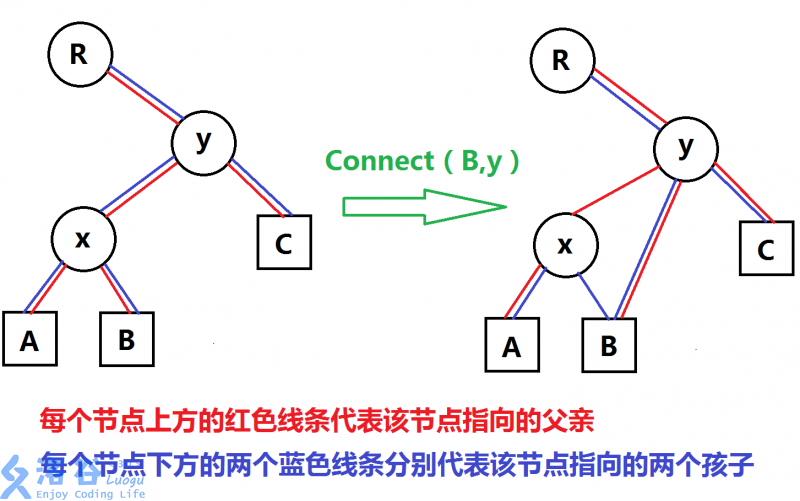 R
y
x
C
A
B
Connect（B,y）
R
y
x
C
A
B
每个节点上方的红色线条代表该节点指向的父亲
每个节点下方的两个蓝色线条分别代表该节点指向的两个孩子
洛谷
Luogu
Enjoy Coding Life